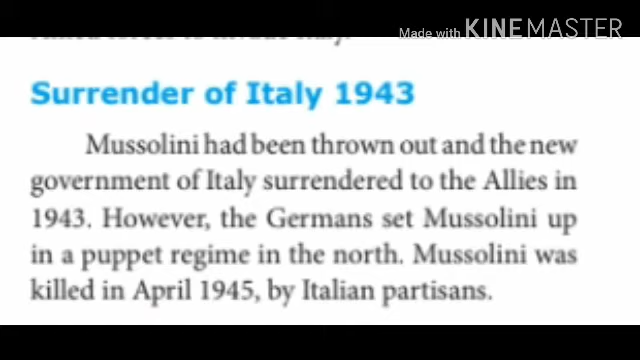 Made with KINEMASTER
Surrender of Italy 1943
Mussolini had been thrown out and the new
government of Italy surrendered to the Allies in
1943. However, the Germans set Mussolini up
in a puppet regime in the north. Mussolini was
killed in April 1945, by Italian partisans.